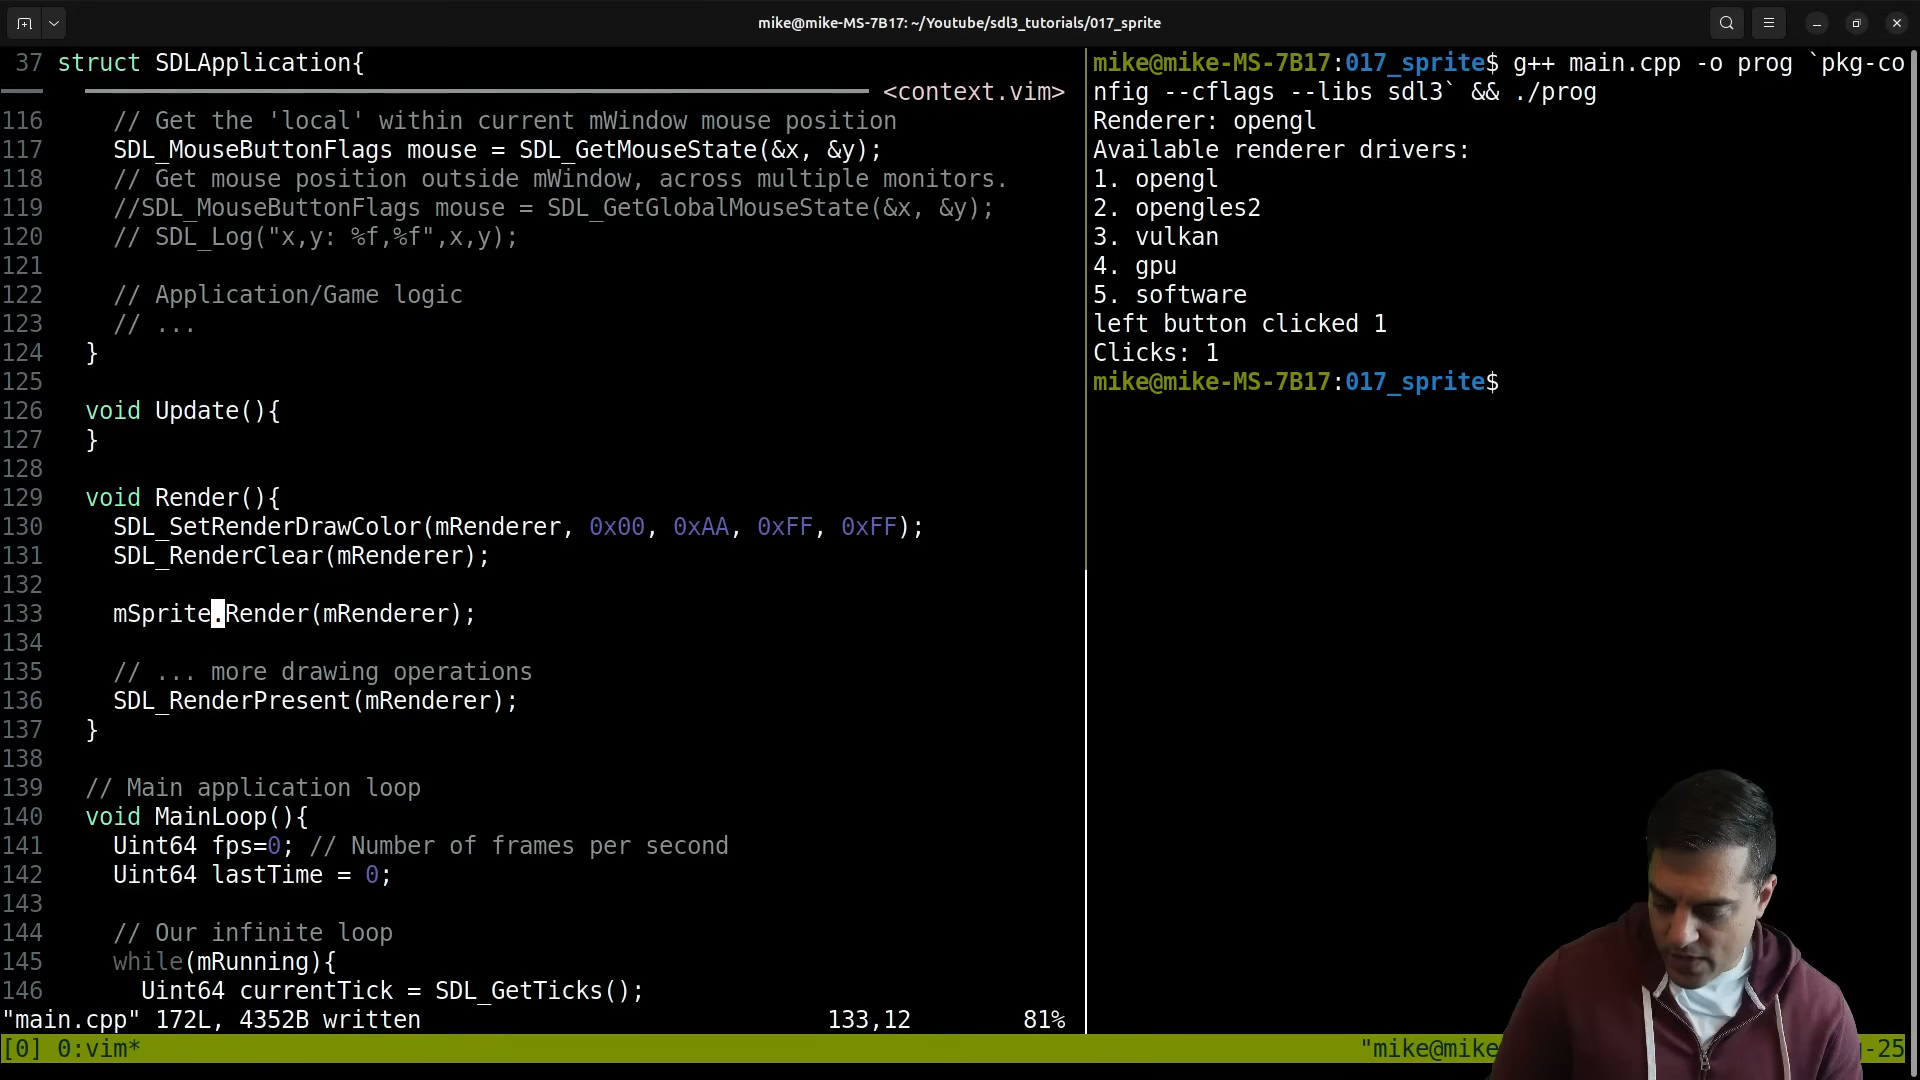 mike@mike-MS-7B17: ~/Youtube/sdl3_tutorials/017_sprite
37 struct SDLApplication{
<context.vim>
116 // Get the 'local' within current mWindow mouse position
117 SDL_MouseButtonFlags mouse = SDL_GetMouseState(&x, &y);
118 // Get mouse position outside mWindow, across multiple monitors.
119 //SDL_MouseButtonFlags mouse = SDL_GetGlobalMouseState(&x, &y);
120 // SDL_Log("x,y: %f,%f",x,y);
121
122 // Application/Game logic
123 // ...
124 }
125
126 void Update(){
127 }
128
129 void Render(){
130 SDL_SetRenderDrawColor(mRenderer, 0x00, 0xAA, 0xFF, 0xFF);
131 SDL_RenderClear(mRenderer);
132
133 mSprite.Render(mRenderer);
134
135 // ... more drawing operations
136 SDL_RenderPresent(mRenderer);
137 }
138
139 // Main application loop
140 void MainLoop(){
141 Uint64 fps=0; // Number of frames per second
142 Uint64 lastTime = 0;
143
144 // Our infinite loop
145 while(mRunning){
146 Uint64 currentTick = SDL_GetTicks();
"main.cpp" 172L, 4352B written 133,12 81%
mike@mike-MS-7B17:017_sprite$ g++ main.cpp -o prog `pkg-co
nfig --cflags --libs sdl3` && ./prog
Renderer: opengl
Available renderer drivers:
1. opengl
2. opengles2
3. vulkan
4. gpu
5. software
left button clicked 1
Clicks: 1
mike@mike-MS-7B17:017_sprite$
[0] 0:vim* "mike@mike -25